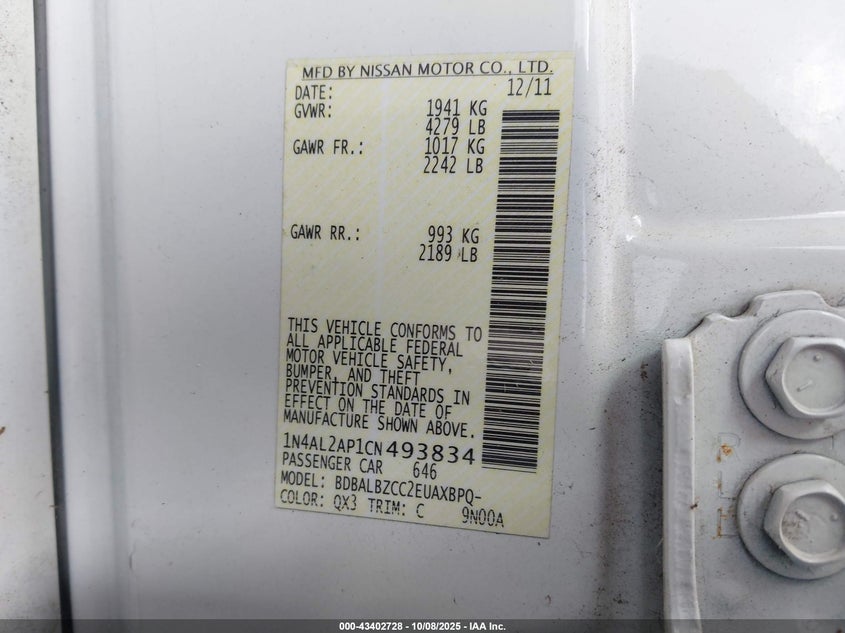 MFD BY NISSAN MOTOR CO., LTD.
DATE: 12/11
GVWR: 1941 KG
4279 LB
GAWR FR.: 1017 KG
2242 LB
GAWR RR.: 993 KG
2189 LB
THIS VEHICLE CONFORMS TO
ALL APPLICABLE FEDERAL
MOTOR VEHICLE SAFETY,
BUMPER, AND THEFT
PREVENTION STANDARDS IN
EFFECT ON THE DATE OF
MANUFACTURE SHOWN ABOVE.
1N4AL2AP1CN493834
PASSENGER CAR 646
MODEL: BDBALBZCC2EUAXBPQ-
COLOR: QX3 TRIM: C 9N00A
000-43402728 - 10/08/2025 - IAA Inc.